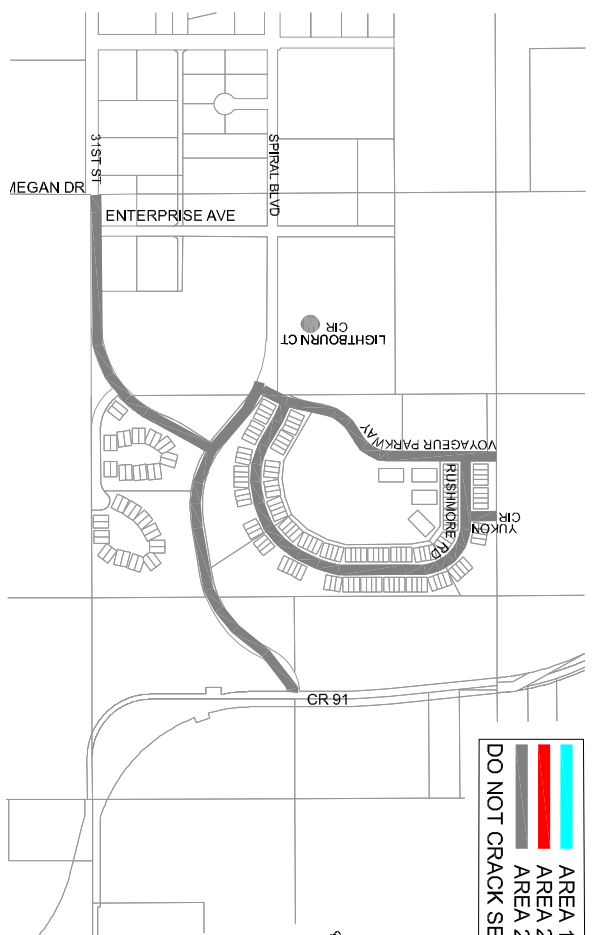 31ST ST
SPIRAL BLVD
MEGAN DR
ENTERPRISE AVE
LIGHTBOURN CT
CIR
VOYAGEUR PARKWAY
RUSHMORE RD
YUKON
CIR
CR 91
AREA 1
AREA 2
AREA 2
DO NOT CRACK SE